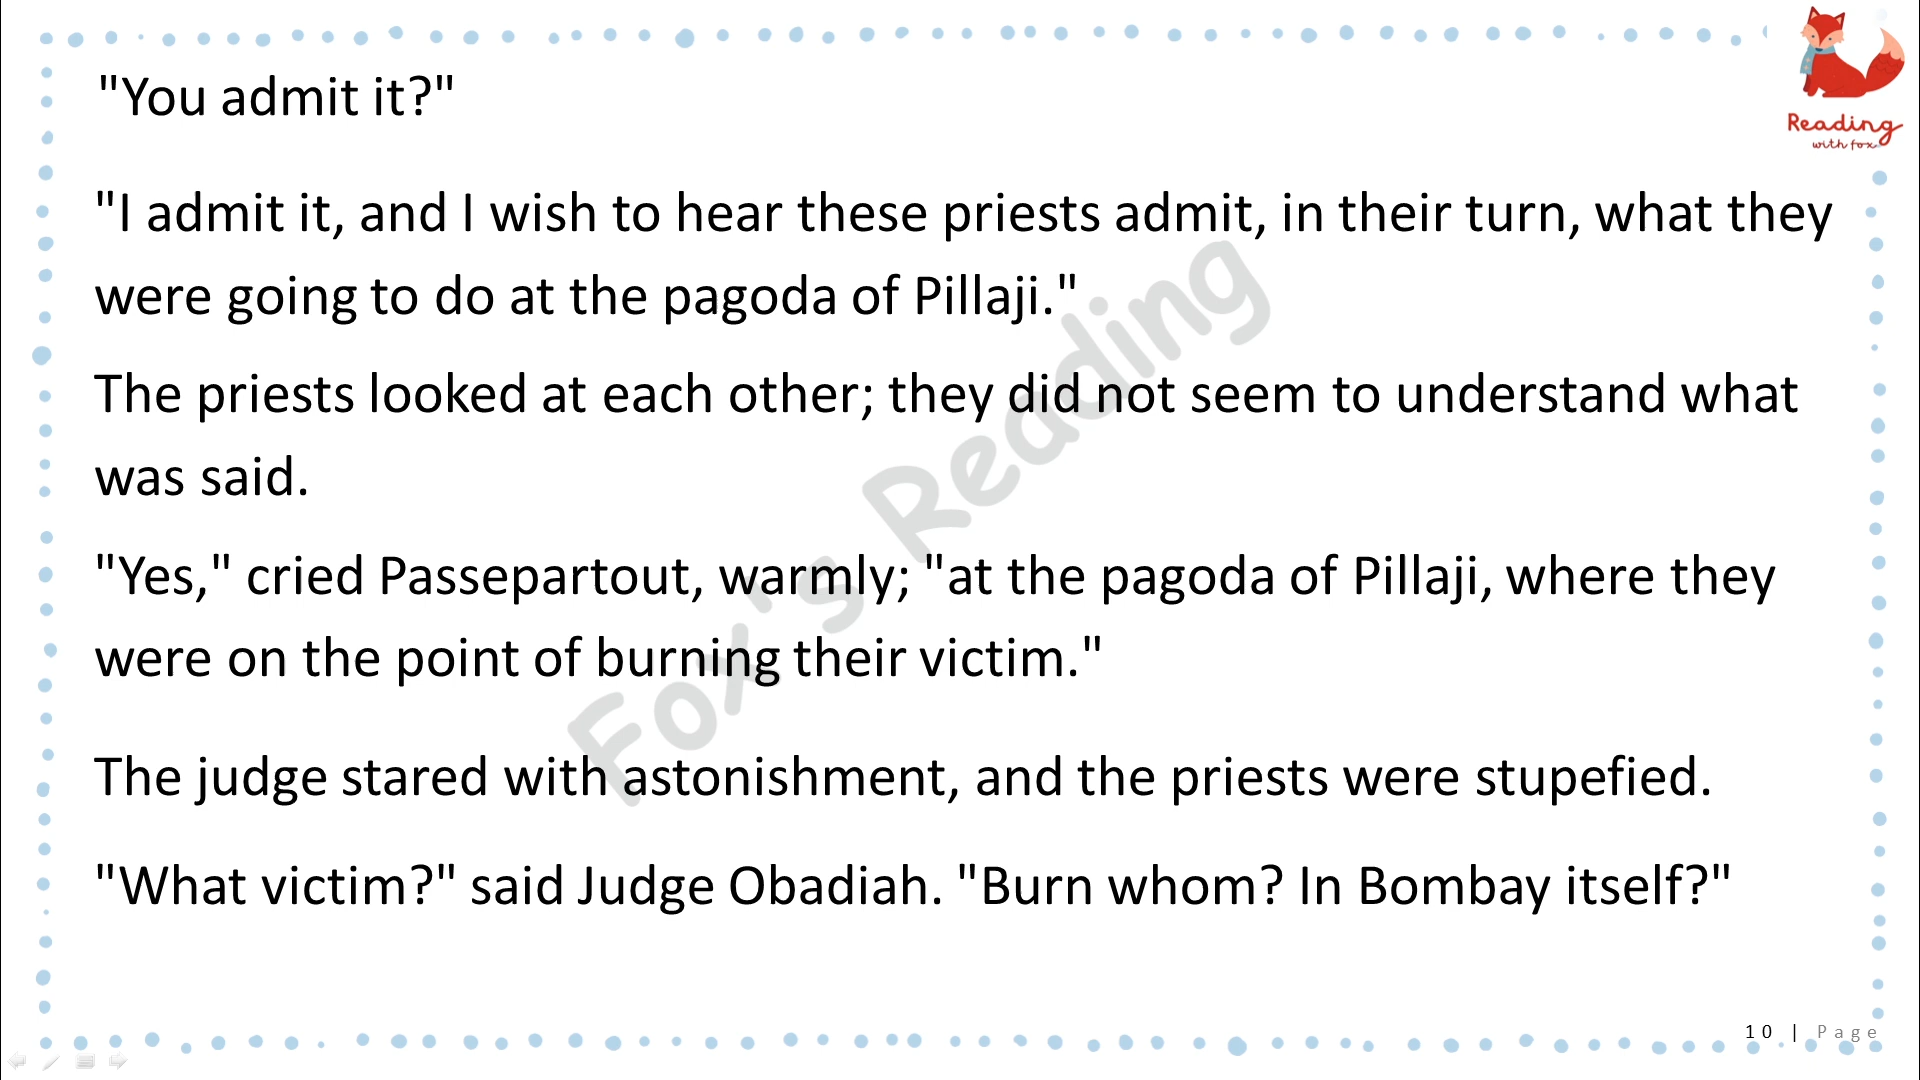 "You admit it?"
"I admit it, and I wish to hear these priests admit, in their turn, what they
were going to do at the pagoda of Pillaji."
The priests looked at each other; they did not seem to understand what
was said.
"Yes," cried Passepartout, warmly; "at the pagoda of Pillaji, where they
were on the point of burning their victim."
The judge stared with astonishment, and the priests were stupefied.
"What victim?" said Judge Obadiah. "Burn whom? In Bombay itself?"
Reading
with fox
Fox's Reading
10 | Page